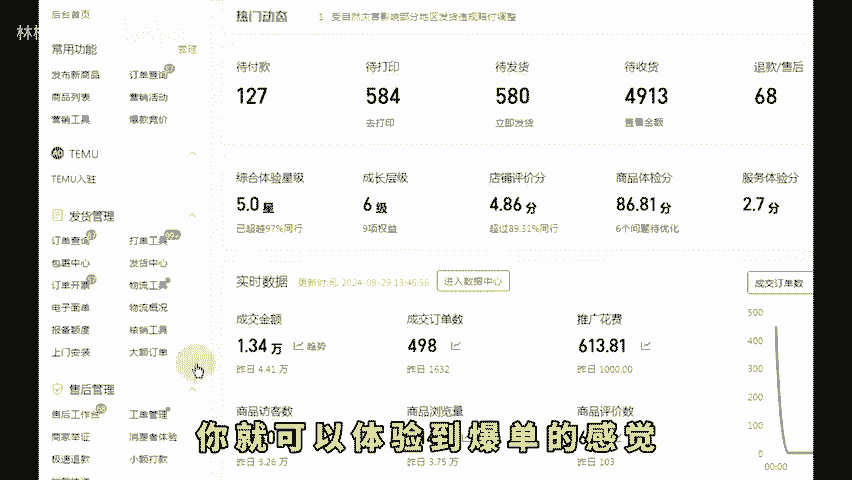 后台首页
热门动态 1 受自然灾害影响部分地区发货违规赔付调整
林
常用功能 管理
发布新商品 订单查询
商品列表 营销活动
营销工具 爆款竞价
TEMU
TEMU入驻
发货管理
订单查询 打单工具 99+
包裹中心 发货中心
订单开票 物流工具
电子面单 物流概况
报备额度 核销工具
上门安装 大额订单
售后管理
售后工作台 工单管理
商家举证 消费者体验
极速退款 小额打款
待付款 待打印 待发货 待收货 退款/售后
127 584 580 4913 68
去打印 立即发货 查看金额
综合体验星级 成长层级 店铺评价分 商品体检分 服务体验分
5.0 星 6 级 4.86 分 86.81 分 2.7 分
已超越97%同行 9项权益 超过89.31%同行 6个问题待优化
实时数据 更新时间: 2024-09-29 13:46:56 进入数据中心 成交订单数
成交金额 成交订单数 推广花费
1.34 万 趋势 498 613.81
昨日 4.41 万 昨日 1632 昨日 1000.00
商品访客数 商品浏览量 商品评价数
昨日 3.26 万 昨日 3.75 万 昨日 103
500
400
300
200
100
0
00:00
你就可以体验到爆单的感觉